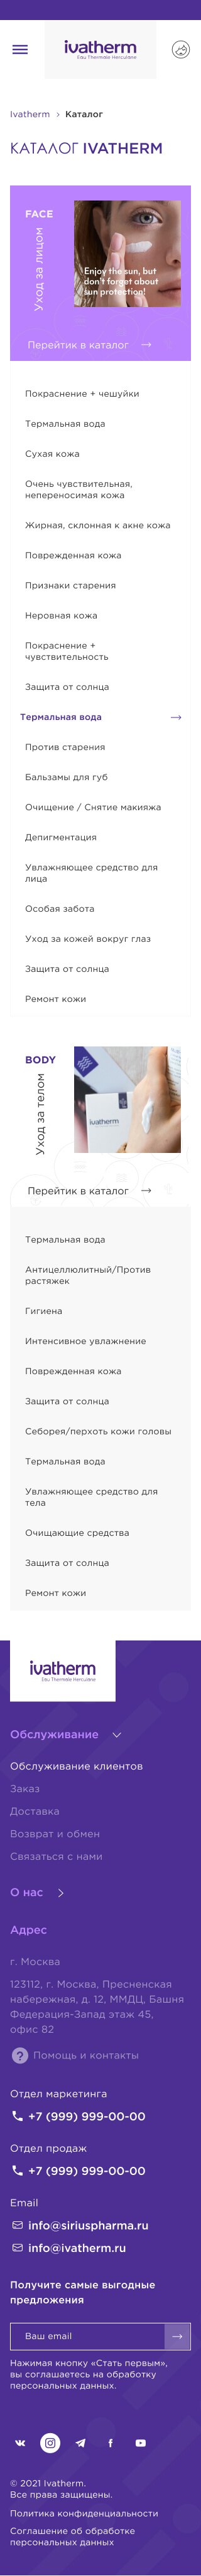 ivatherm
Eau Thermale Herculane
Ivatherm > Каталог
КАТАЛОГ IVATHERM
FACE
Уход за лицом
Enjoy the sun, but
don't forget about
sun protection!
Перейтик в каталог
Покраснение + чешуйки
Термальная вода
Сухая кожа
Очень чувствительная,
непереносимая кожа
Жирная, склонная к акне кожа
Поврежденная кожа
Признаки старения
Неровная кожа
Покраснение +
чувствительность
Защита от солнца
Термальная вода
Против старения
Бальзамы для губ
Очищение / Снятие макияжа
Депигментация
Увлажняющее средство для
лица
Особая забота
Уход за кожей вокруг глаз
Защита от солнца
Ремонт кожи
BODY
Уход за телом
ivatherm
Перейтик в каталог
Термальная вода
Антицеллюлитный/Против
растяжек
Гигиена
Интенсивное увлажнение
Поврежденная кожа
Защита от солнца
Себорея/перхоть кожи головы
Термальная вода
Увлажняющее средство для
тела
Очищающие средства
Защита от солнца
Ремонт кожи
ivatherm
Eau Thermale Herculane
Обслуживание
Обслуживание клиентов
Заказ
Доставка
Возврат и обмен
Связаться с нами
О нас
Адрес
г. Москва
123112, г. Москва, Пресненская
набережная, д. 12, ММДЦ, Башня
Федерация-Запад этаж 45,
офис 82
Помощь и контакты
Отдел маркетинга
+7 (999) 999-00-00
Отдел продаж
+7 (999) 999-00-00
Email
info@siriuspharma.ru
info@ivatherm.ru
Получите самые выгодные
предложения
Ваш email
Нажимая кнопку «Стать первым»,
вы соглашаетесь на обработку
персональных данных.
© 2021 Ivatherm.
Все права защищены.
Политика конфиденциальности
Соглашение об обработке
персональных данных